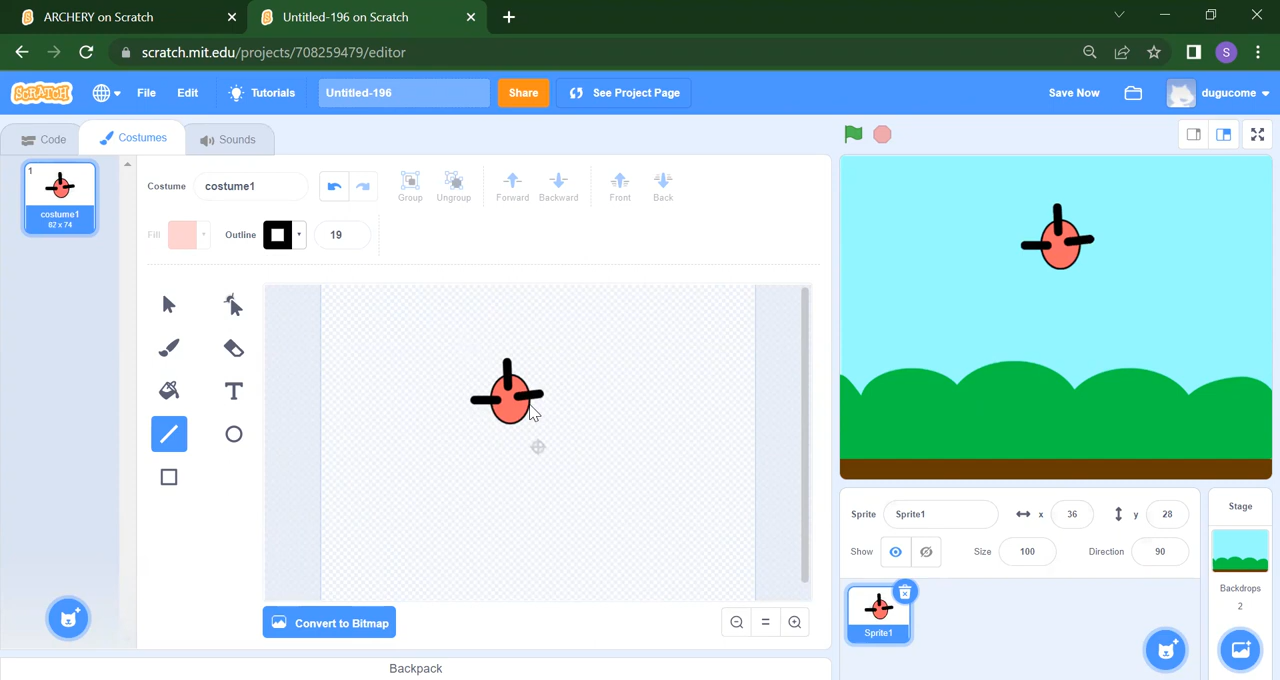 ARCHERY on Scratch
Untitled-196 on Scratch
scratch.mit.edu/projects/708259479/editor
S
SCRATCH
File
Edit
Tutorials
Untitled-196
Share
See Project Page
Save Now
dugucome
Code
Costumes
Sounds
1
costume1
82 x 74
Costume
costume1
Group
Ungroup
Forward
Backward
Front
Back
Fill
Outline
19
T
Convert to Bitmap
Backpack
Sprite
Sprite1
x
36
y
28
Show
Size
100
Direction
90
Sprite1
Stage
Backdrops
2